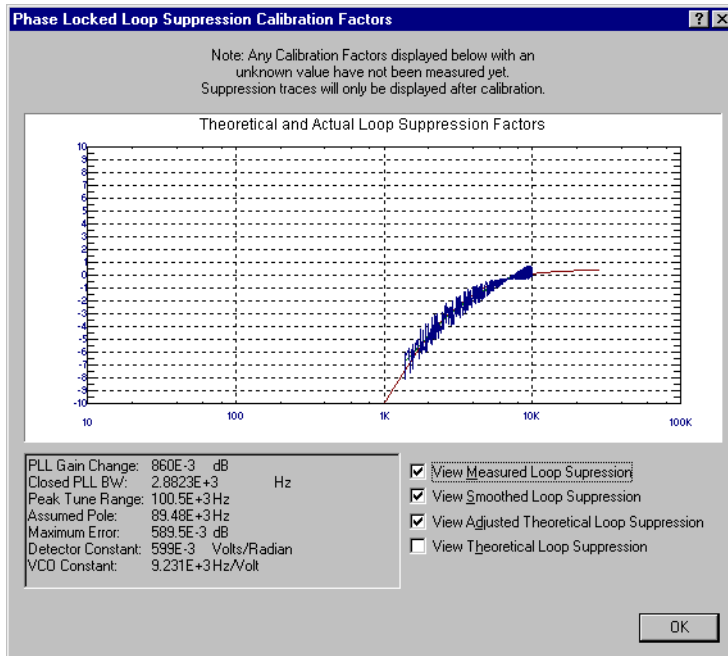 Phase Locked Loop Suppression Calibration Factors
Note: Any Calibration Factors displayed below with an
unknown value have not been measured yet.
Suppression traces will only be displayed after calibration.
Theoretical and Actual Loop Suppression Factors
10
9
8
7
6
5
4
3
2
1
0
-1
-2
-3
-4
-5
-6
-7
-8
-9
-10
10 100 1K 10K 100K
PLL Gain Change: 860E-3 dB
Closed PLL BW: 2.8823E+3 Hz
Peak Tune Range: 100.5E+3 Hz
Assumed Pole: 89.48E+3 Hz
Maximum Error: 589.5E-3 dB
Detector Constant: 599E-3 Volts/Radian
VCO Constant: 9.231E+3 Hz/Volt
View Measured Loop Supression
View Smoothed Loop Suppression
View Adjusted Theoretical Loop Suppression
View Theoretical Loop Suppression
OK